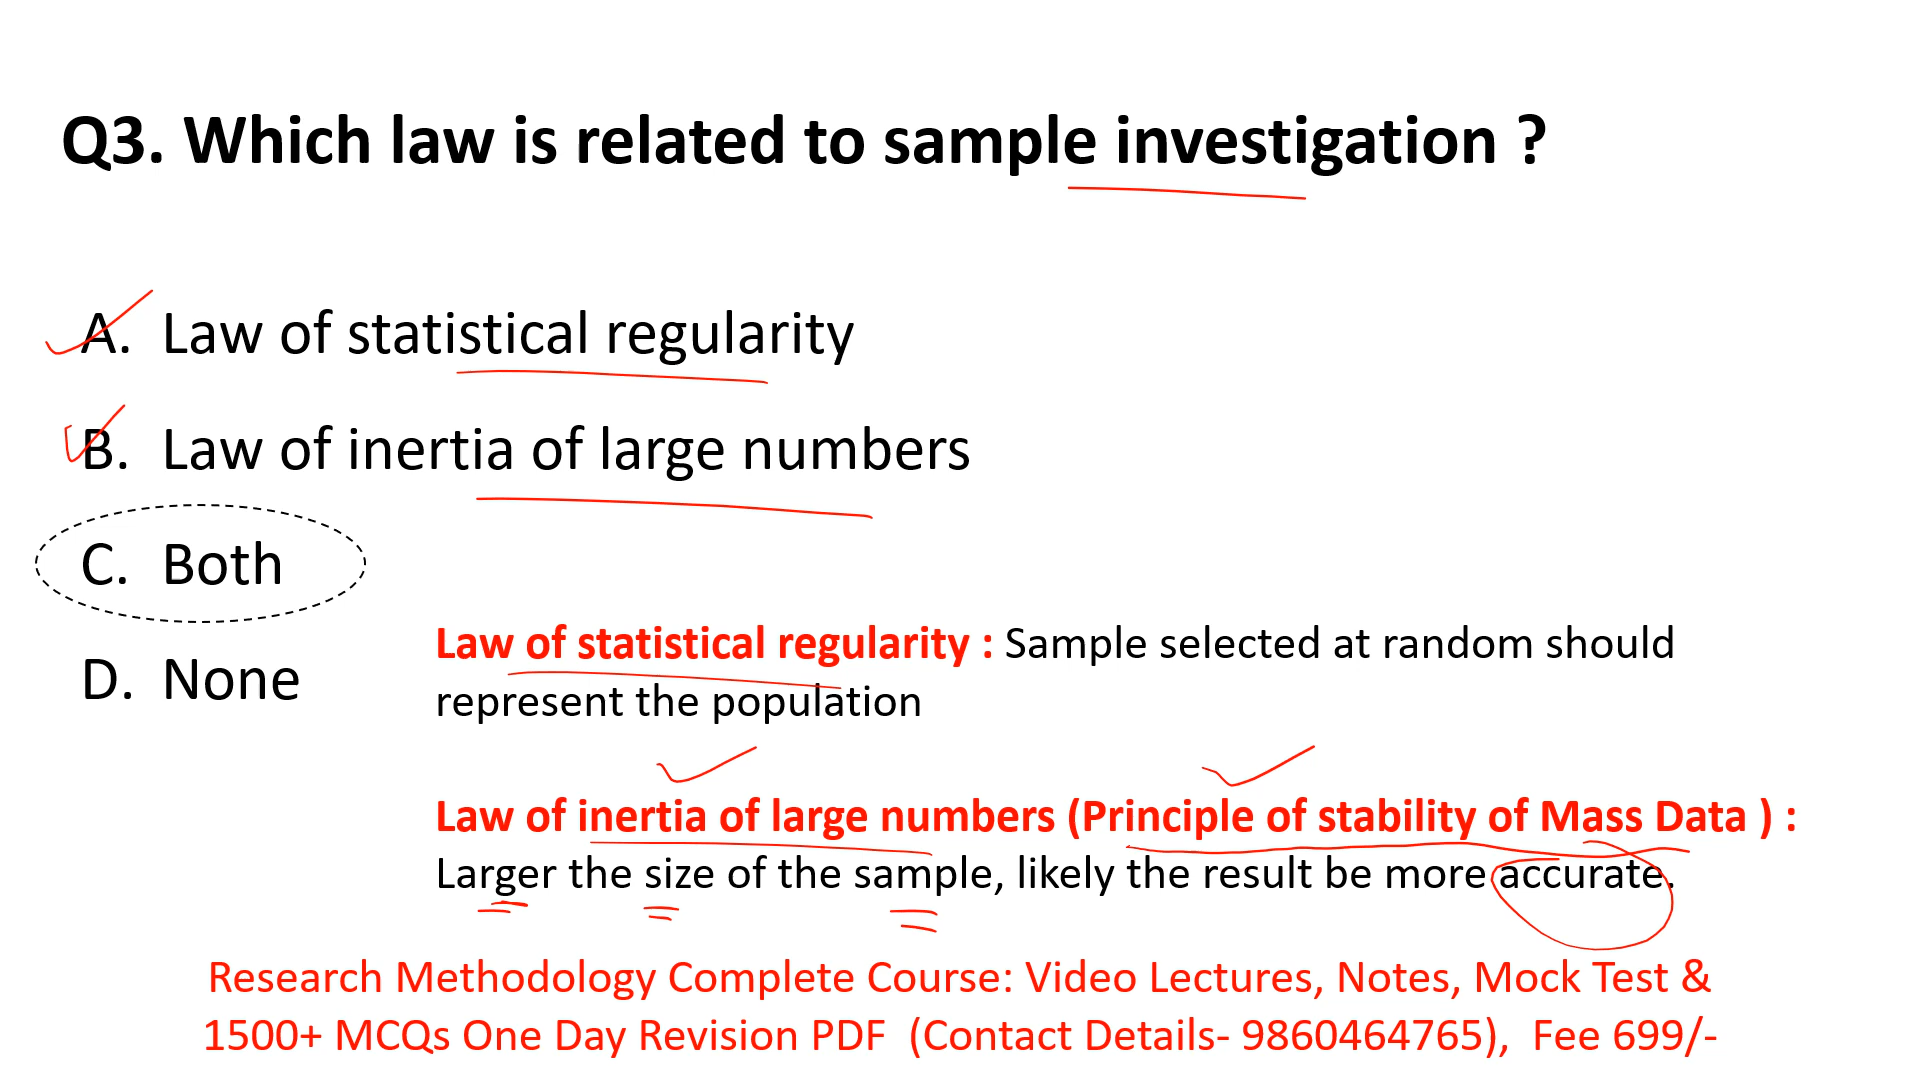 Q3. Which law is related to sample investigation ?
A. Law of statistical regularity
B. Law of inertia of large numbers
C. Both
D. None
Law of statistical regularity : Sample selected at random should
represent the population
Law of inertia of large numbers (Principle of stability of Mass Data ) :
Larger the size of the sample, likely the result be more accurate.
Research Methodology Complete Course: Video Lectures, Notes, Mock Test &
1500+ MCQs One Day Revision PDF (Contact Details- 9860464765), Fee 699/-